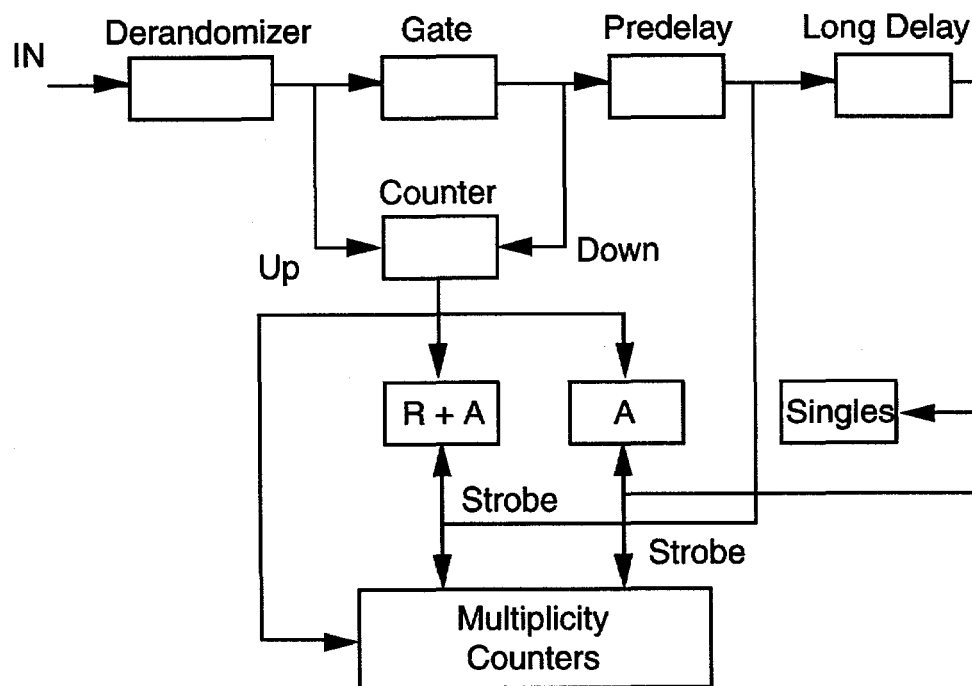 IN
Derandomizer
Gate
Predelay
Long Delay
Counter
Up
Down
R + A
A
Singles
Strobe
Strobe
Multiplicity
Counters